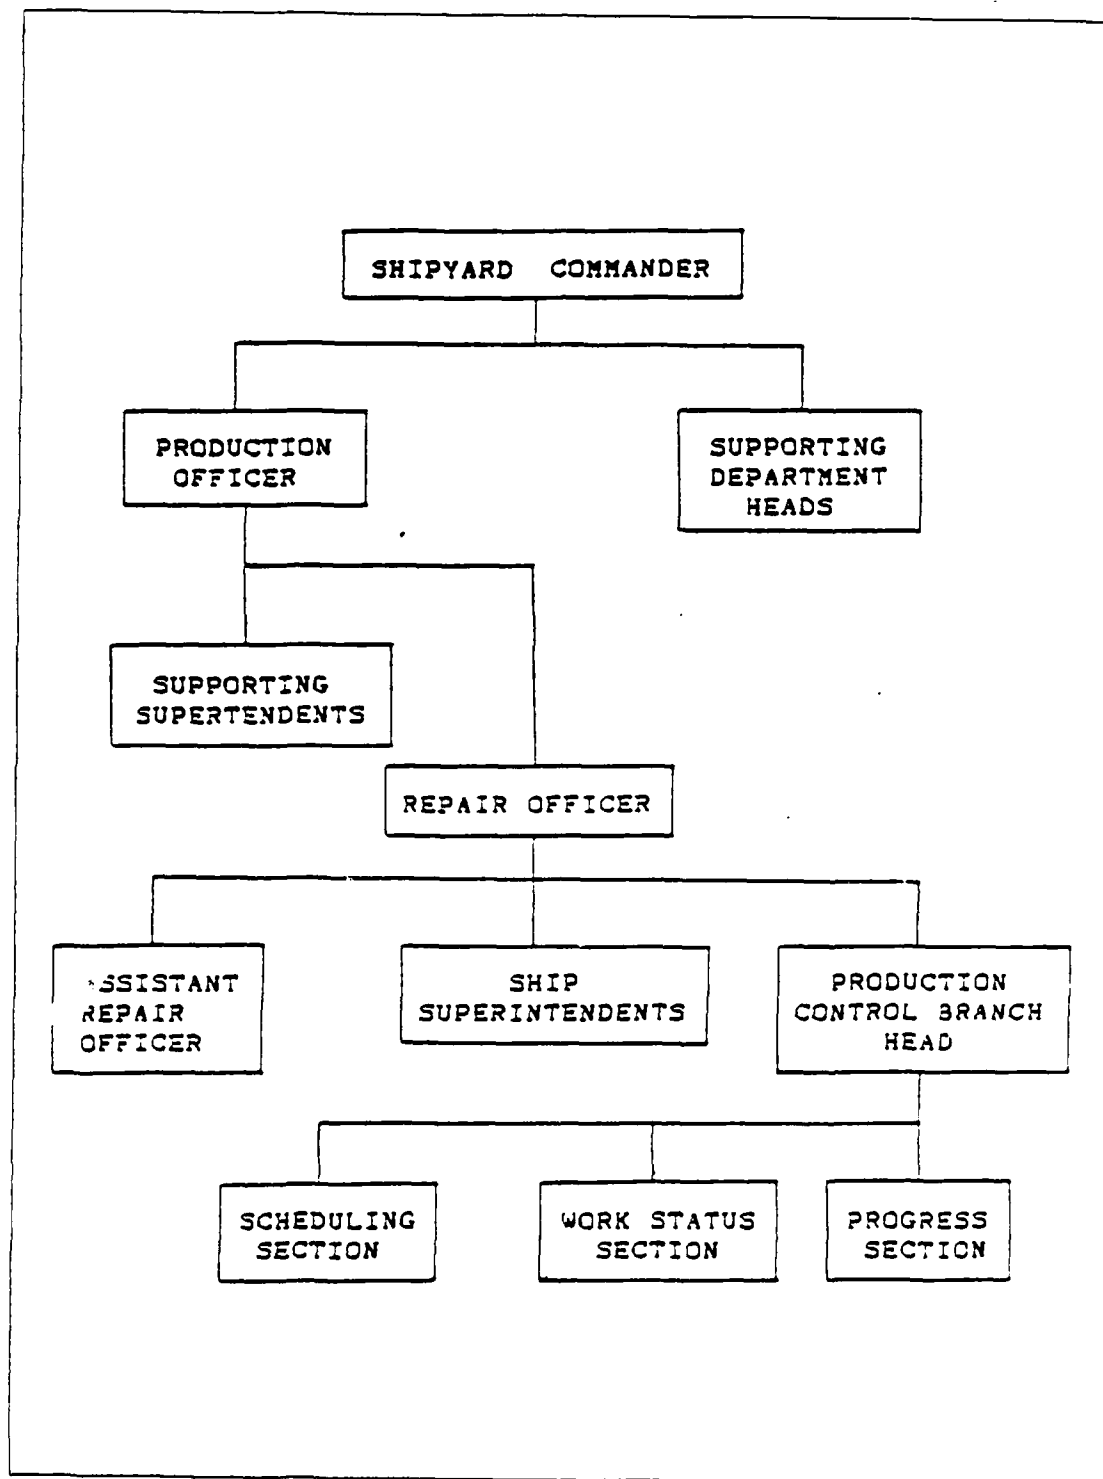 SHIPYARD COMMANDER
PRODUCTION
OFFICER
SUPPORTING
DEPARTMENT
HEADS
SUPPORTING
SUPERTENDENTS
REPAIR OFFICER
ASSISTANT
REPAIR
OFFICER
SHIP
SUPERINTENDENTS
PRODUCTION
CONTROL BRANCH
HEAD
SCHEDULING
SECTION
WORK STATUS
SECTION
PROGRESS
SECTION